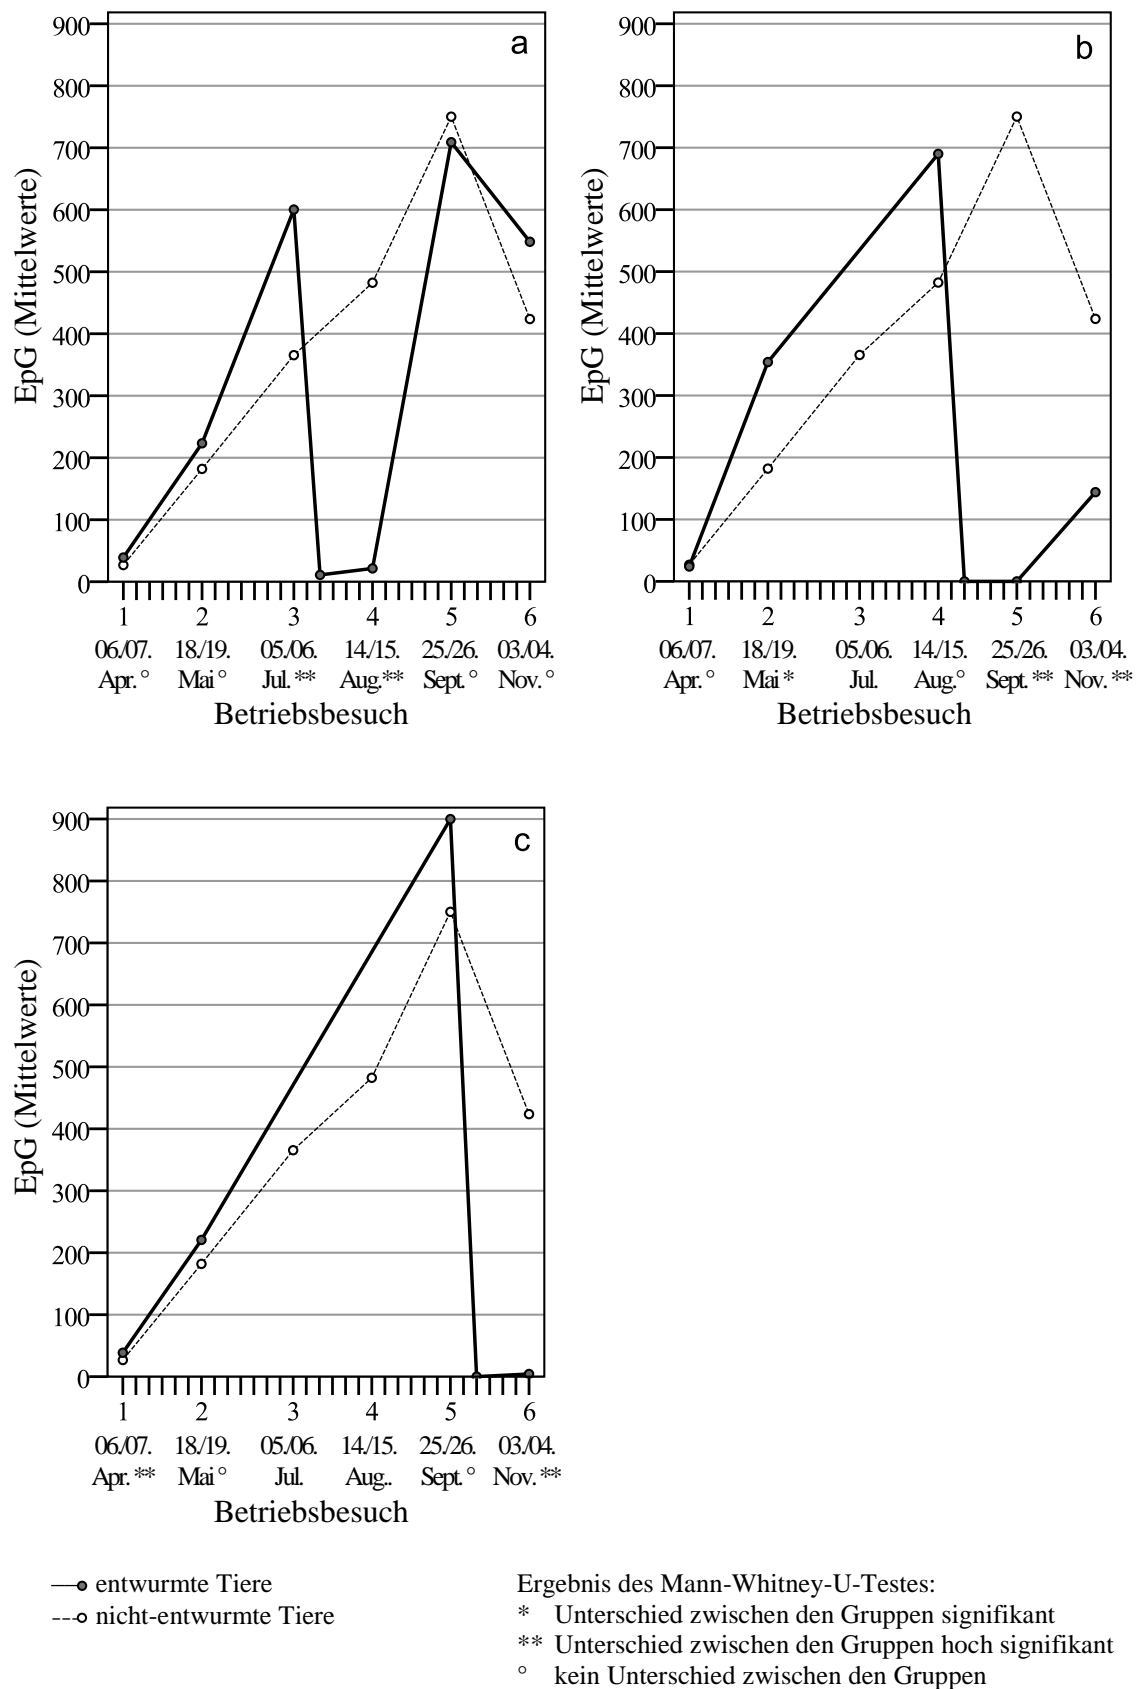 a
900
800
700
600
500
400
300
200
100
0
EpG (Mittelwerte)
1 2 3 4 5 6
06./07. 18./19. 05./06. 14./15. 25./26. 03./04.
Apr. ° Mai ° Jul. ** Aug. ** Sept. ° Nov. °
Betriebsbesuch
b
900
800
700
600
500
400
300
200
100
0
EpG (Mittelwerte)
1 2 3 4 5 6
06./07. 18./19. 05./06. 14./15. 25./26. 03./04.
Apr. ° Mai * Jul. Aug. ° Sept. ** Nov. **
Betriebsbesuch
c
900
800
700
600
500
400
300
200
100
0
EpG (Mittelwerte)
1 2 3 4 5 6
06./07. 18./19. 05./06. 14./15. 25./26. 03./04.
Apr. ** Mai ° Jul. Aug.. Sept. ° Nov. **
Betriebsbesuch
entwurmte Tiere
nicht-entwurmte Tiere
Ergebnis des Mann-Whitney-U-Testes:
* Unterschied zwischen den Gruppen signifikant
** Unterschied zwischen den Gruppen hoch signifikant
° kein Unterschied zwischen den Gruppen